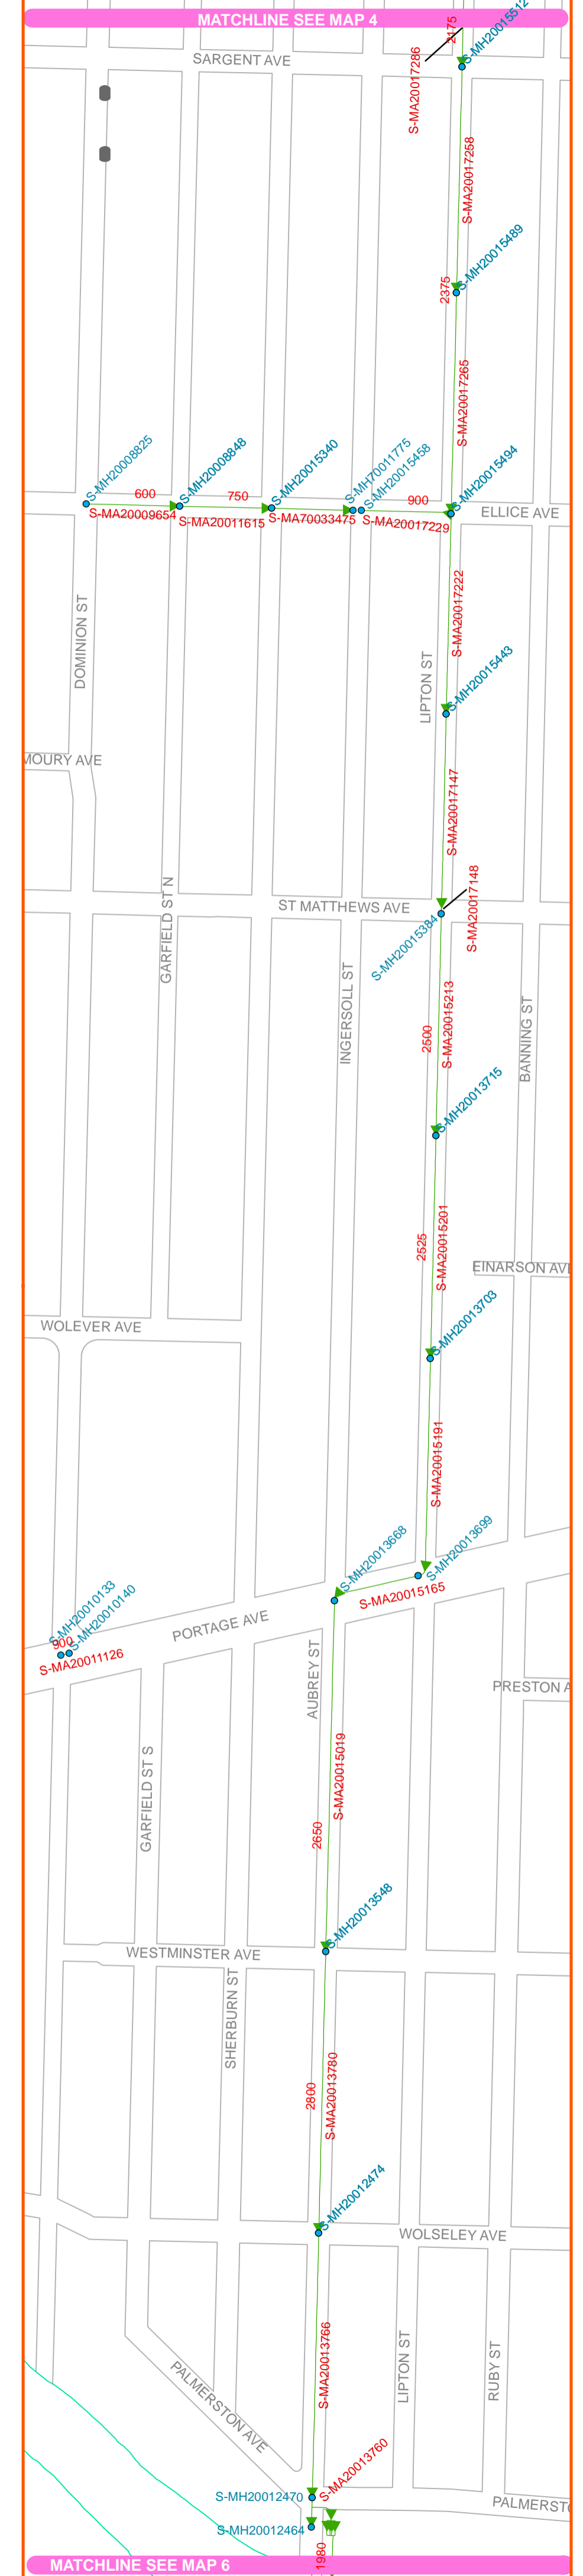 MATCHLINE SEE MAP 4
2175
S-MH20015512
SARGENT AVE
S-MA20017286
S-MA20017258
S-MH20015489
2375
S-MA20017265
S-MH20008825
S-MH20008848
S-MH20015340
S-MH70011775
S-MH20015458
S-MH20015494
600
750
900
ELLICE AVE
S-MA20009654
S-MA20011615
S-MA70033475
S-MA20017229
S-MA20017222
DOMINION ST
LIPTON ST
S-MH20015443
MOURY AVE
S-MA20017147
S-MA20017148
GARFIELD ST N
ST MATTHEWS AVE
S-MH20015384
S-MA20015213
INGERSOLL ST
2500
BANNING ST
S-MH20013715
S-MA20015201
2525
EINARSON AVE
S-MH20013703
WOLEVER AVE
S-MA20015191
S-MH20013668
S-MH20013699
S-MA20015165
S-MH20010133
S-MH20010140
PORTAGE AVE
900
S-MA20011126
AUBREY ST
PRESTON A
S-MA20015019
GARFIELD ST S
2650
S-MH20013548
WESTMINSTER AVE
SHERBURN ST
S-MA20013780
2800
S-MH20012474
WOLSELEY AVE
S-MA20013766
LIPTON ST
RUBY ST
PALMERSTON AVE
S-MA20013760
S-MH20012470
PALMERSTO
S-MH20012464
1980
MATCHLINE SEE MAP 6